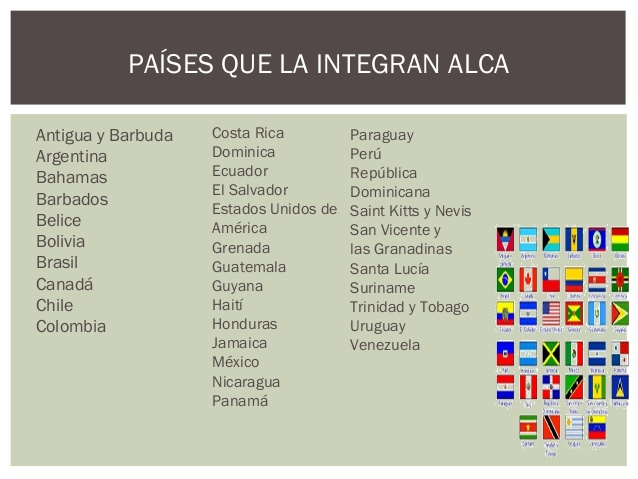 PAÍSES QUE LA INTEGRAN ALCA
Antigua y Barbuda
Argentina
Bahamas
Barbados
Belice
Bolivia
Brasil
Canadá
Chile
Colombia
Costa Rica
Dominica
Ecuador
El Salvador
Estados Unidos de
América
Grenada
Guatemala
Guyana
Haití
Honduras
Jamaica
México
Nicaragua
Panamá
Paraguay
Perú
República
Dominicana
Saint Kitts y Nevis
San Vicente y
las Granadinas
Santa Lucía
Suriname
Trinidad y Tobago
Uruguay
Venezuela